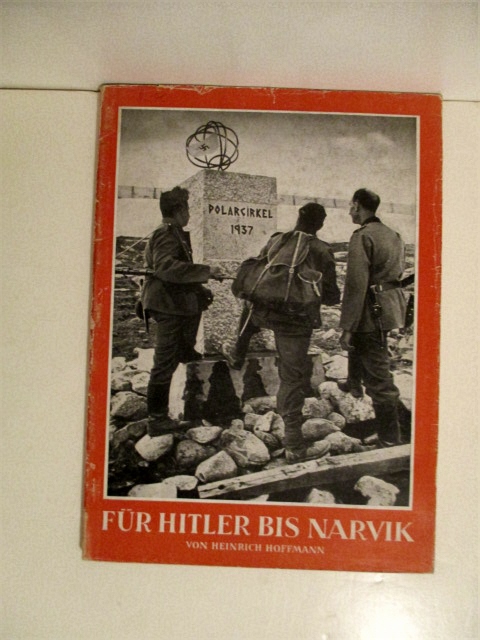 POLARCIRKEL
1937
FÜR HITLER BIS NARVIK
VON HEINRICH HOFFMANN